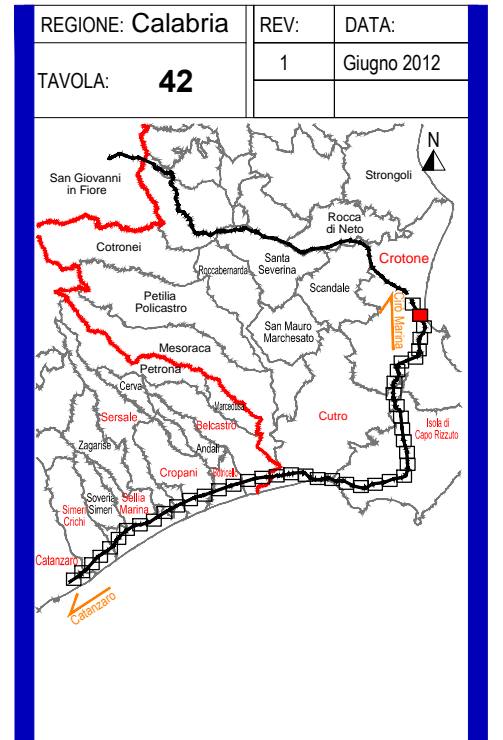 REGIONE: Calabria
REV:
DATA:
TAVOLA: 42
1
Giugno 2012
N
San Giovanni
in Fiore
Strongoli
Rocca
di Neto
Cotronei
Santa
Severina
Crotone
Roccabernarda
Scandale
Petilia
Policastro
Ciro Marina
San Mauro
Marchesato
Mesoraca
Petrona
Cerva
Marcedusa
Sersale
Belcastro
Cutro
Isola di
Capo Rizzuto
Andali
Zagarise
Cropani
Botricello
Soveria
Simeri
Sellia
Marina
Simeri
Crichi
Catanzaro
Catanzaro